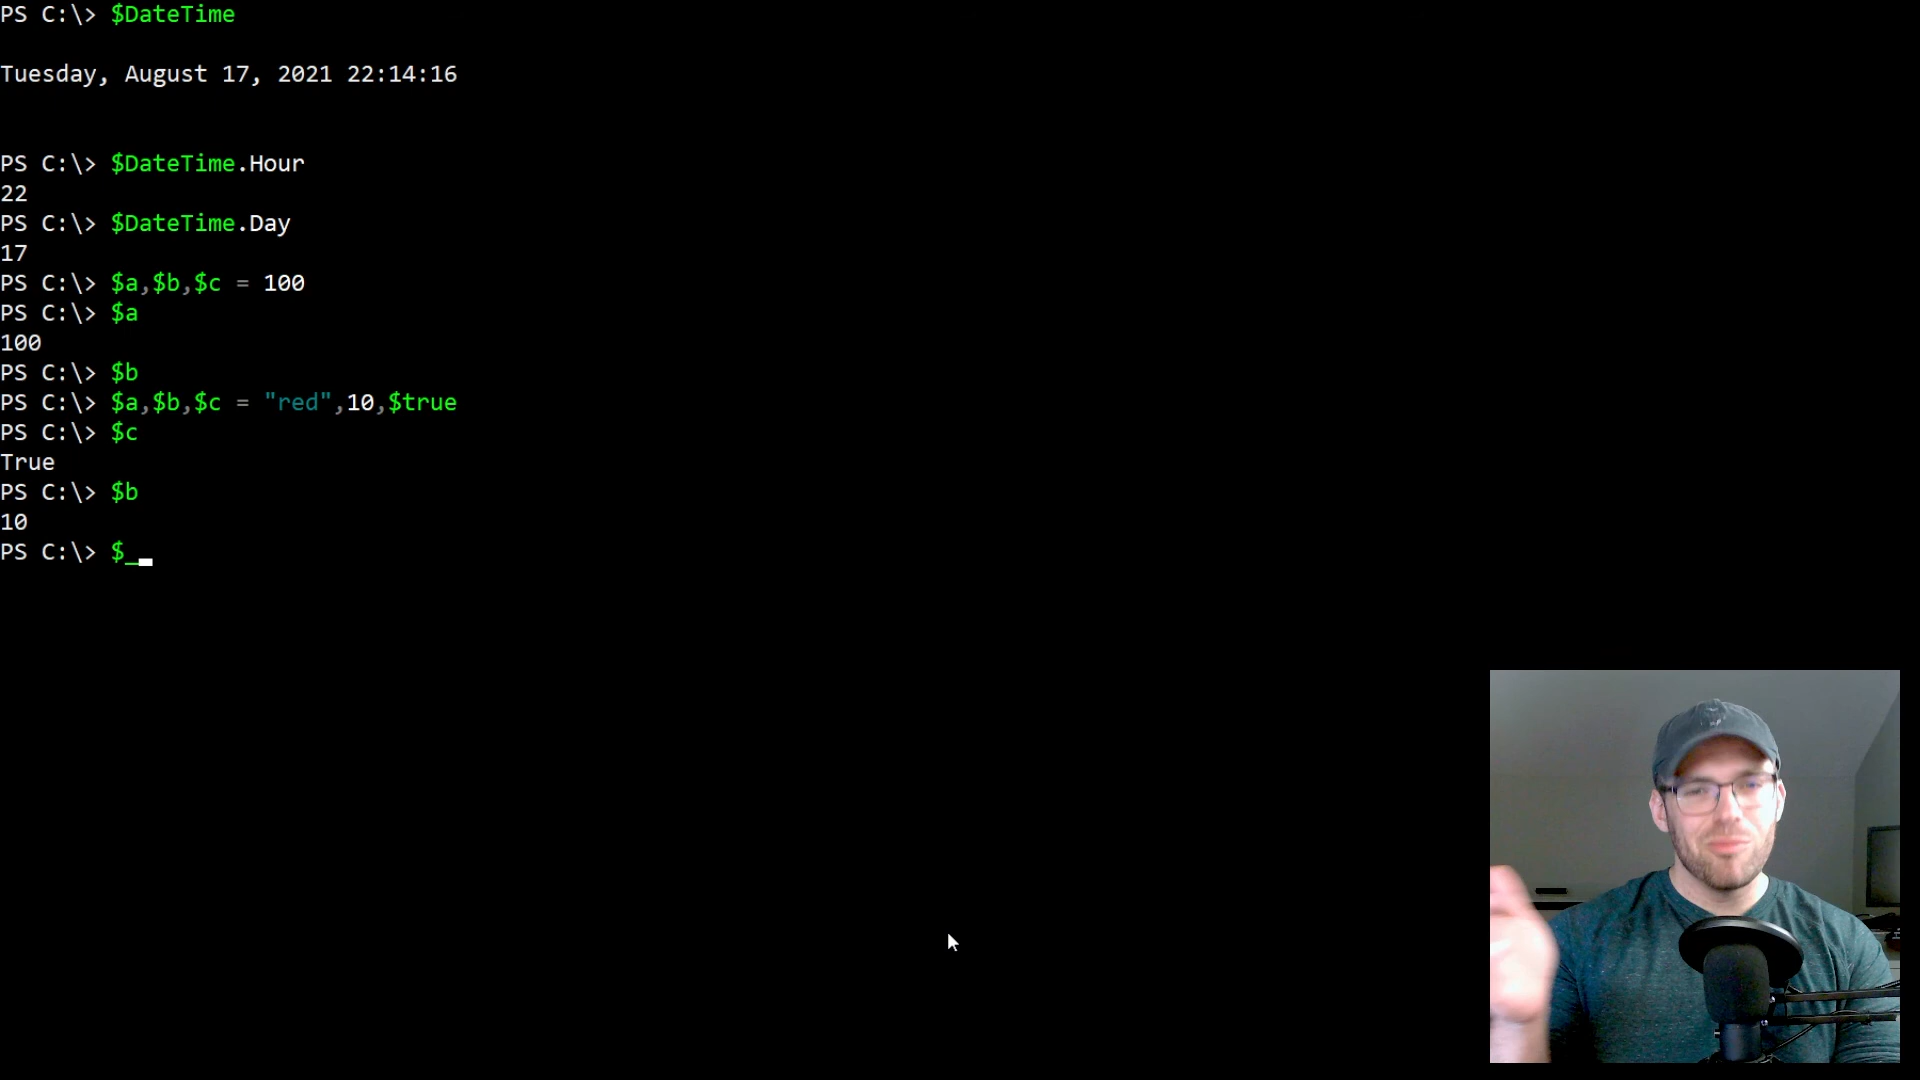 PS C:\> $DateTime
Tuesday, August 17, 2021 22:14:16
PS C:\> $DateTime.Hour
22
PS C:\> $DateTime.Day
17
PS C:\> $a,$b,$c = 100
PS C:\> $a
100
PS C:\> $b
PS C:\> $a,$b,$c = "red",10,$true
PS C:\> $c
True
PS C:\> $b
10
PS C:\> $_